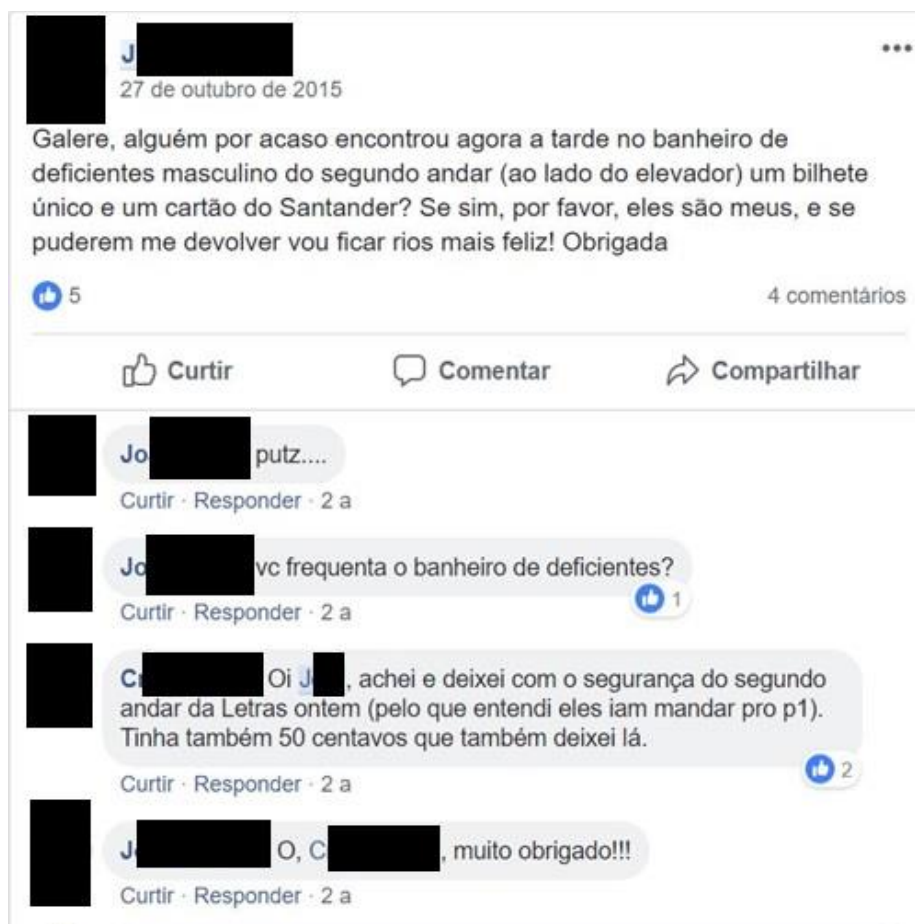 J
27 de outubro de 2015
Galere, alguém por acaso encontrou agora a tarde no banheiro de
deficientes masculino do segundo andar (ao lado do elevador) um bilhete
único e um cartão do Santander? Se sim, por favor, eles são meus, e se
puderem me devolver vou ficar rios mais feliz! Obrigada
5 4 comentários
Curtir Comentar Compartilhar
Jo putz....
Curtir · Responder · 2 a
Jo vc frequenta o banheiro de deficientes?
1
Curtir · Responder · 2 a
C Oi J , achei e deixei com o segurança do segundo
andar da Letras ontem (pelo que entendi eles iam mandar pro p1).
Tinha também 50 centavos que também deixei lá.
2
Curtir · Responder · 2 a
J O, C , muito obrigado!!!
Curtir · Responder · 2 a